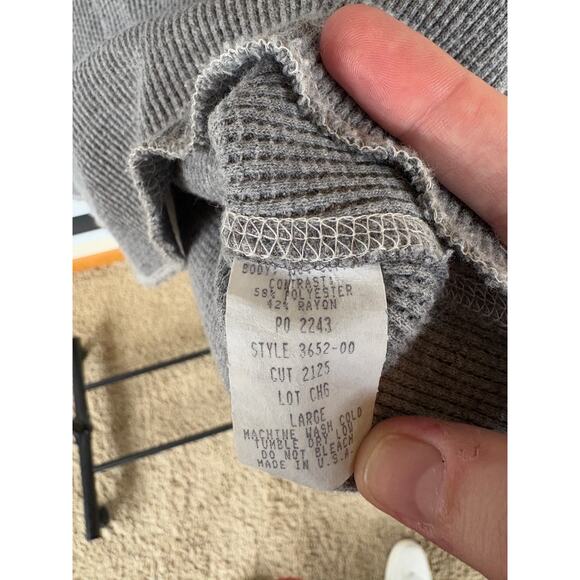 BODY:
CONTRAST:
58% POLYESTER
42% RAYON
PO 2243
STYLE 3652-00
CUT 2125
LOT CHG
LARGE
MACHINE WASH COLD
TUMBLE DRY LOW
DO NOT BLEACH
MADE IN U.S.A.